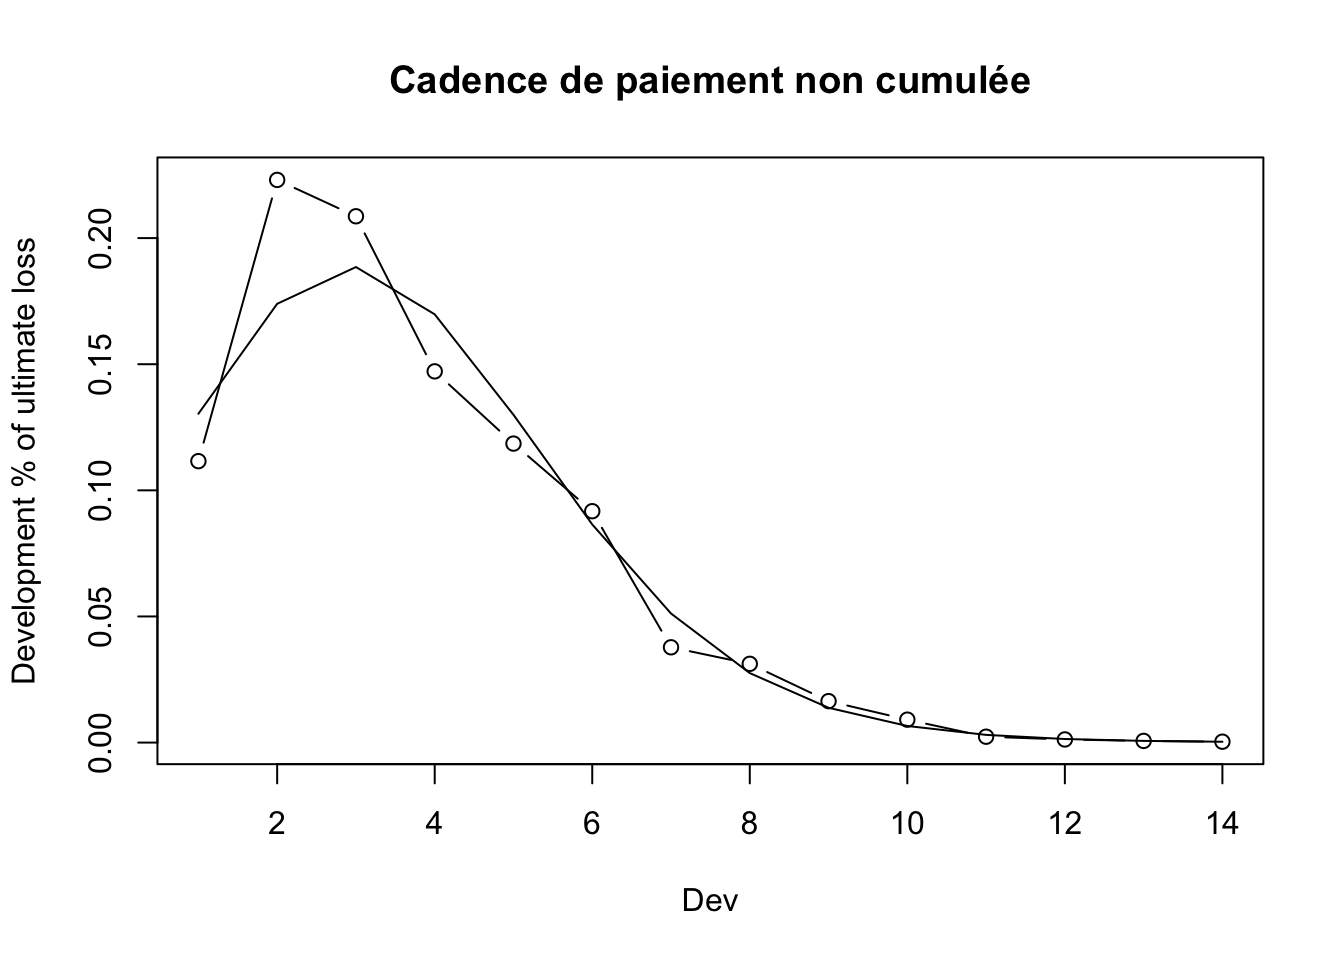 Cadence de paiement non cumulée
Development % of ultimate loss
0.20
0.15
0.10
0.05
0.00
2 4 6 8 10 12 14
Dev